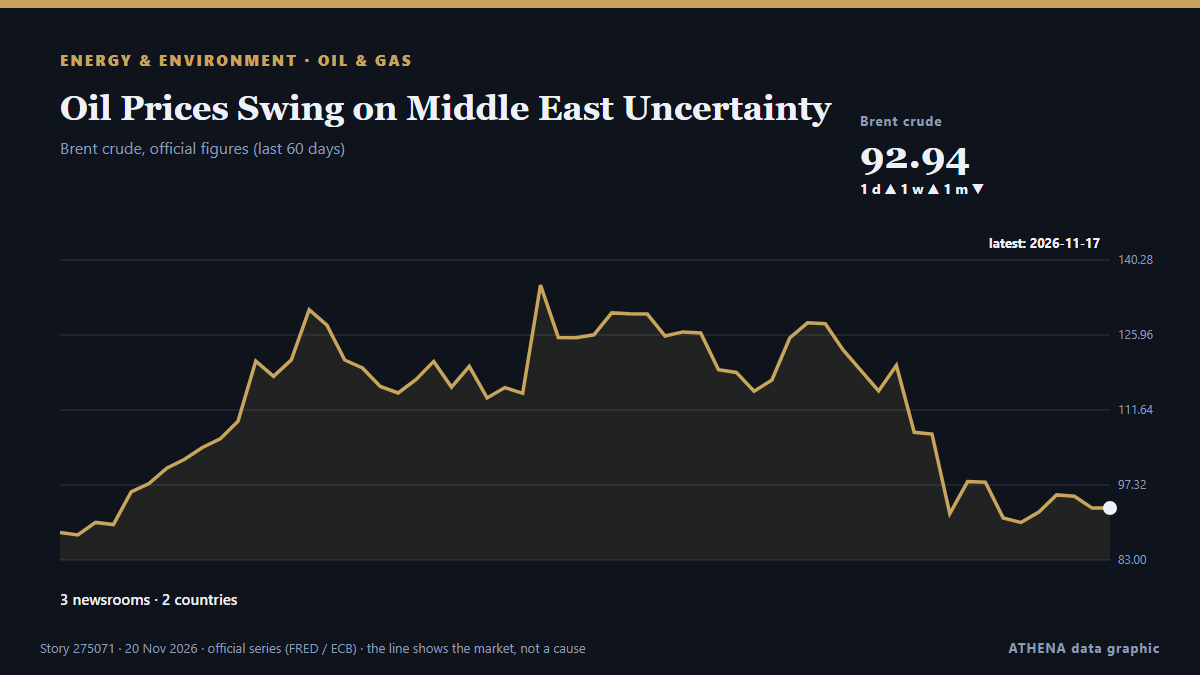 ENERGY & ENVIRONMENT · OIL & GAS
Oil Prices Swing on Middle East Uncertainty
Brent crude, official figures (last 60 days)
Brent crude
92.94
1 d ▲ 1 w ▲ 1 m ▼
latest: 2026-11-17
140.28
125.96
111.64
97.32
83.00
3 newsrooms · 2 countries
Story 275071 · 20 Nov 2026 · official series (FRED / ECB) · the line shows the market, not a cause
ATHENA data graphic